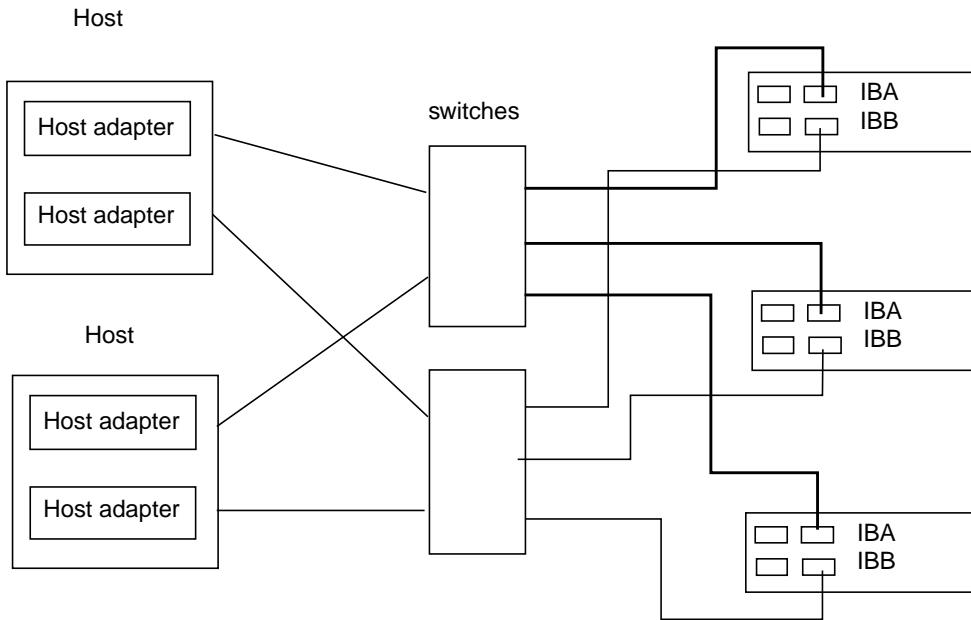 Host
Host adapter
Host adapter
switches
IBA
IBB
Host
Host adapter
Host adapter
IBA
IBB
IBA
IBB